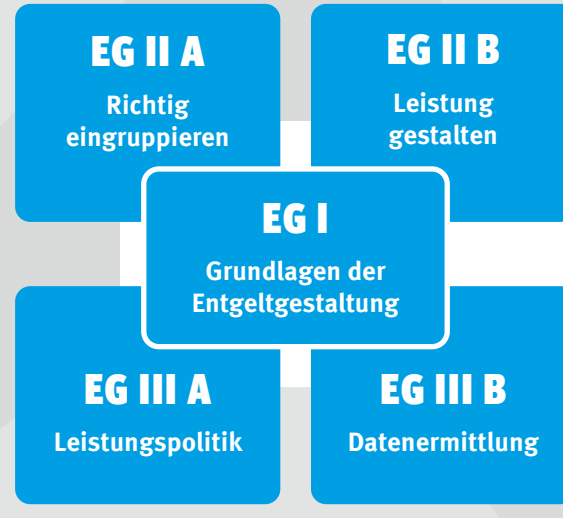 EG II A
Richtig
eingruppieren
EG II B
Leistung
gestalten
EG I
Grundlagen der
Entgeltgestaltung
EG III A
Leistungspolitik
EG III B
Datenermittlung